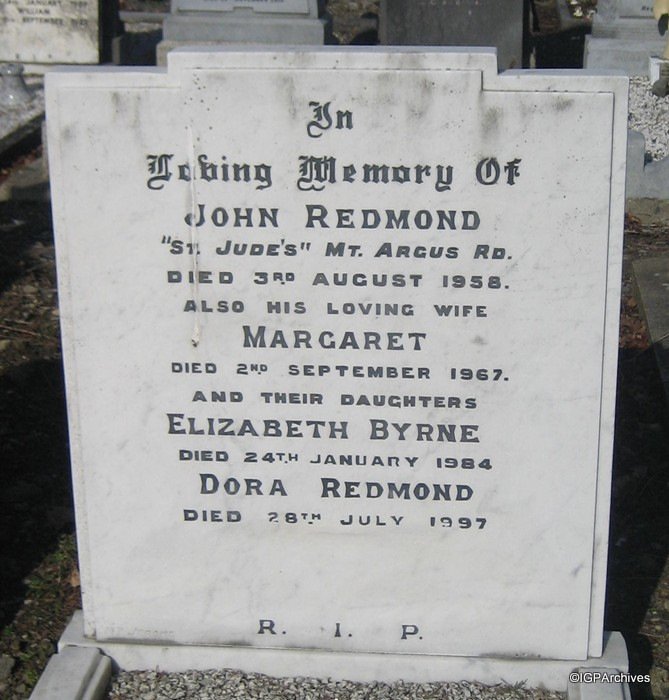 In
Loving Memory Of
JOHN REDMOND
"ST. JUDE'S" MT. ARGUS RD.
DIED 3RD AUGUST 1958.
ALSO HIS LOVING WIFE
MARGARET
DIED 2ND SEPTEMBER 1967.
AND THEIR DAUGHTERS
ELIZABETH BYRNE
DIED 24TH JANUARY 1984
DORA REDMOND
DIED 28TH JULY 1997
R. I. P.
©IGPArchives